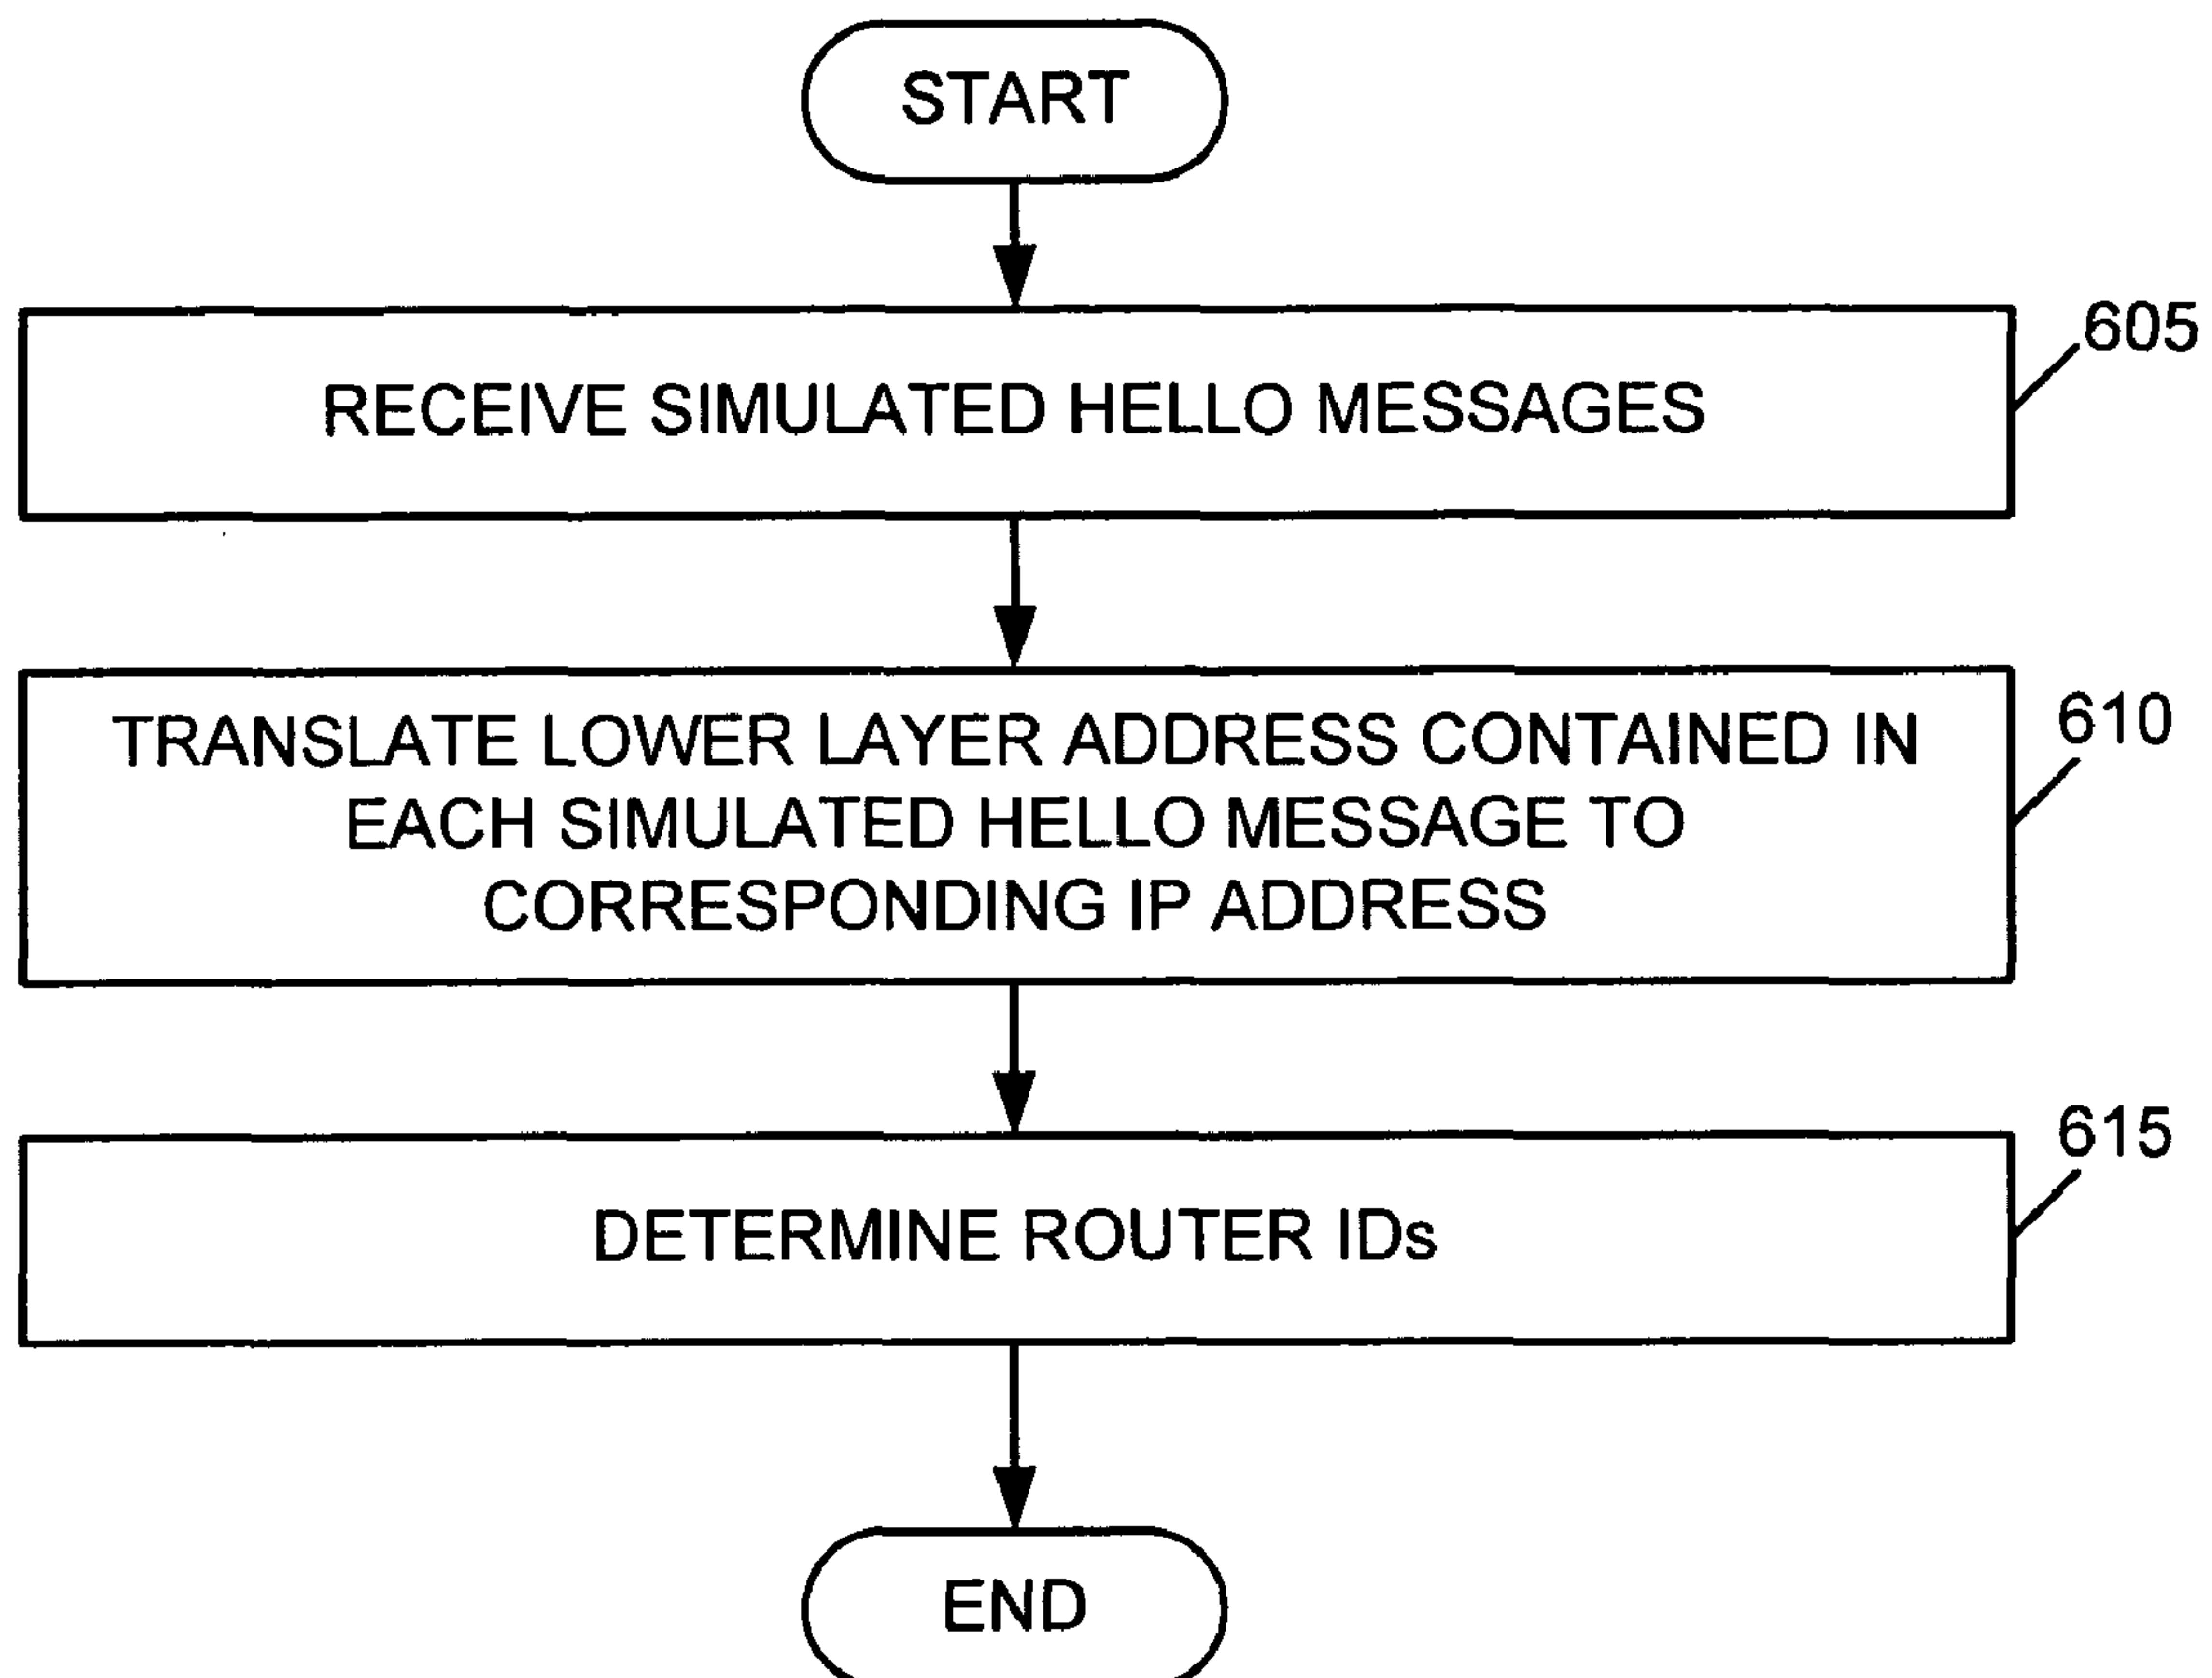 START
605
RECEIVE SIMULATED HELLO MESSAGES
610
TRANSLATE LOWER LAYER ADDRESS CONTAINED IN
EACH SIMULATED HELLO MESSAGE TO
CORRESPONDING IP ADDRESS
615
DETERMINE ROUTER IDs
END